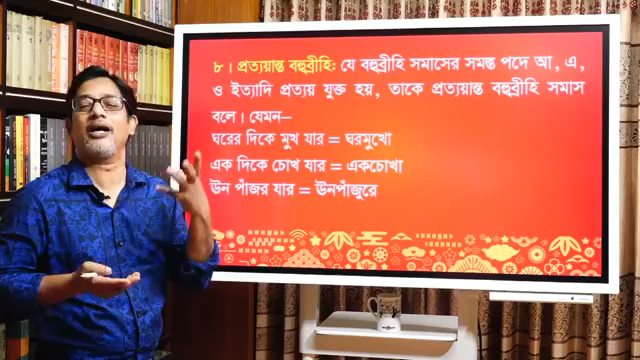 ৮। প্রত্যয়ান্ত বহুব্রীহি: যে বহুব্রীহি সমাসের সমস্ত পদে আ, এ,
ও ইত্যাদি প্রত্যয় যুক্ত হয়, তাকে প্রত্যয়ান্ত বহুব্রীহি সমাস
বলে। যেমন–
ঘরের দিকে মুখ যার = ঘরমুখো
এক দিকে চোখ যার = একচোখা
ঊন পাঁজর যার = ঊনপাঁজুরে